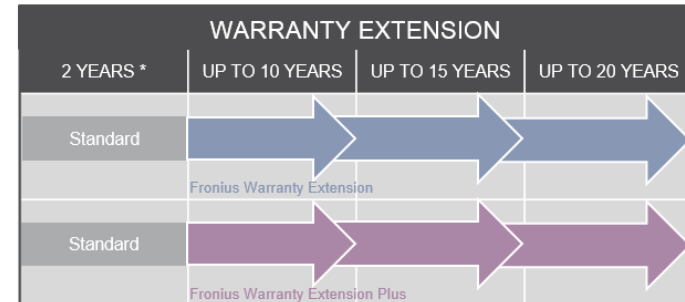 WARRANTY EXTENSION
2 YEARS * UP TO 10 YEARS UP TO 15 YEARS UP TO 20 YEARS
Standard
Fronius Warranty Extension
Standard
Fronius Warranty Extension Plus